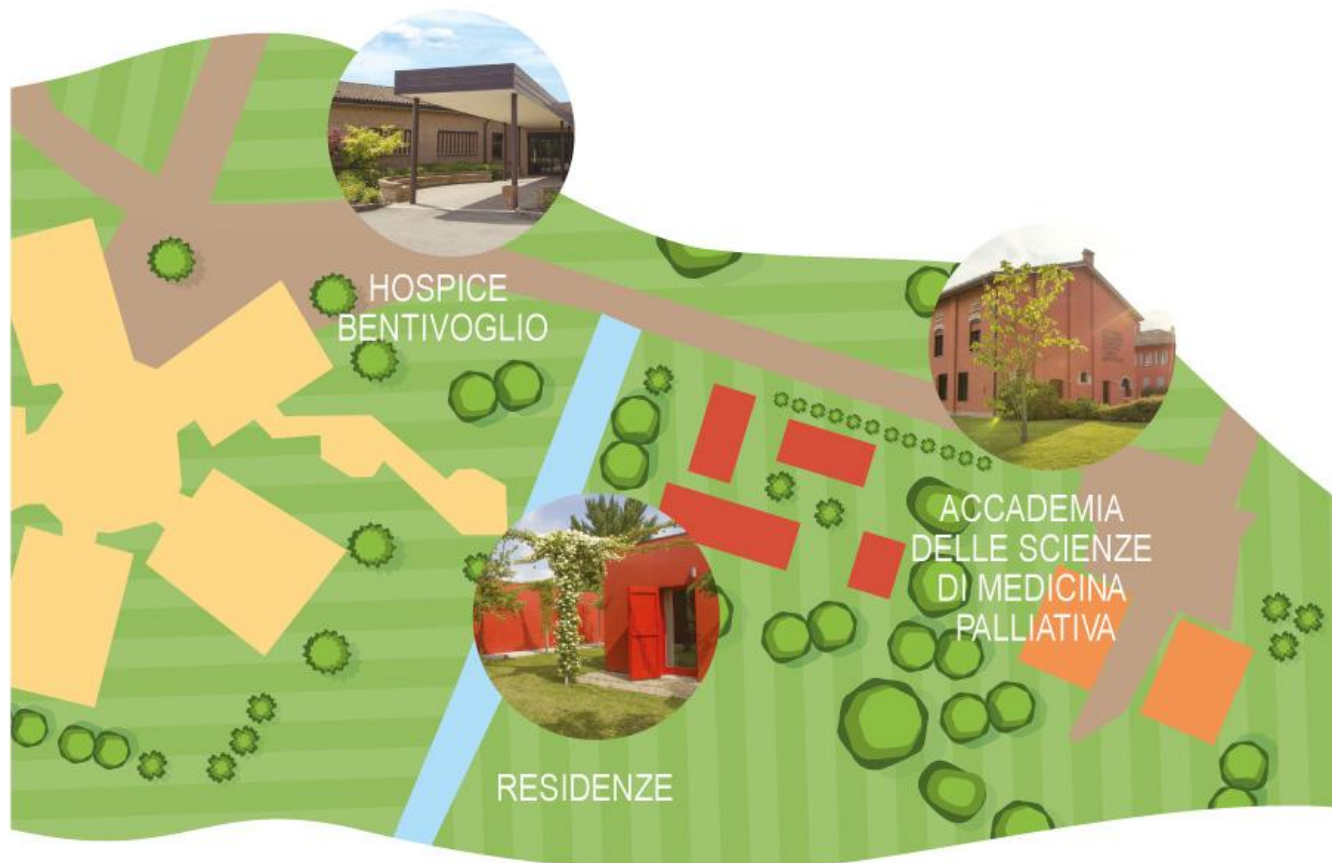 HOSPICE
BENTIVOGLIO
ACCADEMIA
DELLE SCIENZE
DI MEDICINA
PALLIATIVA
RESIDENZE